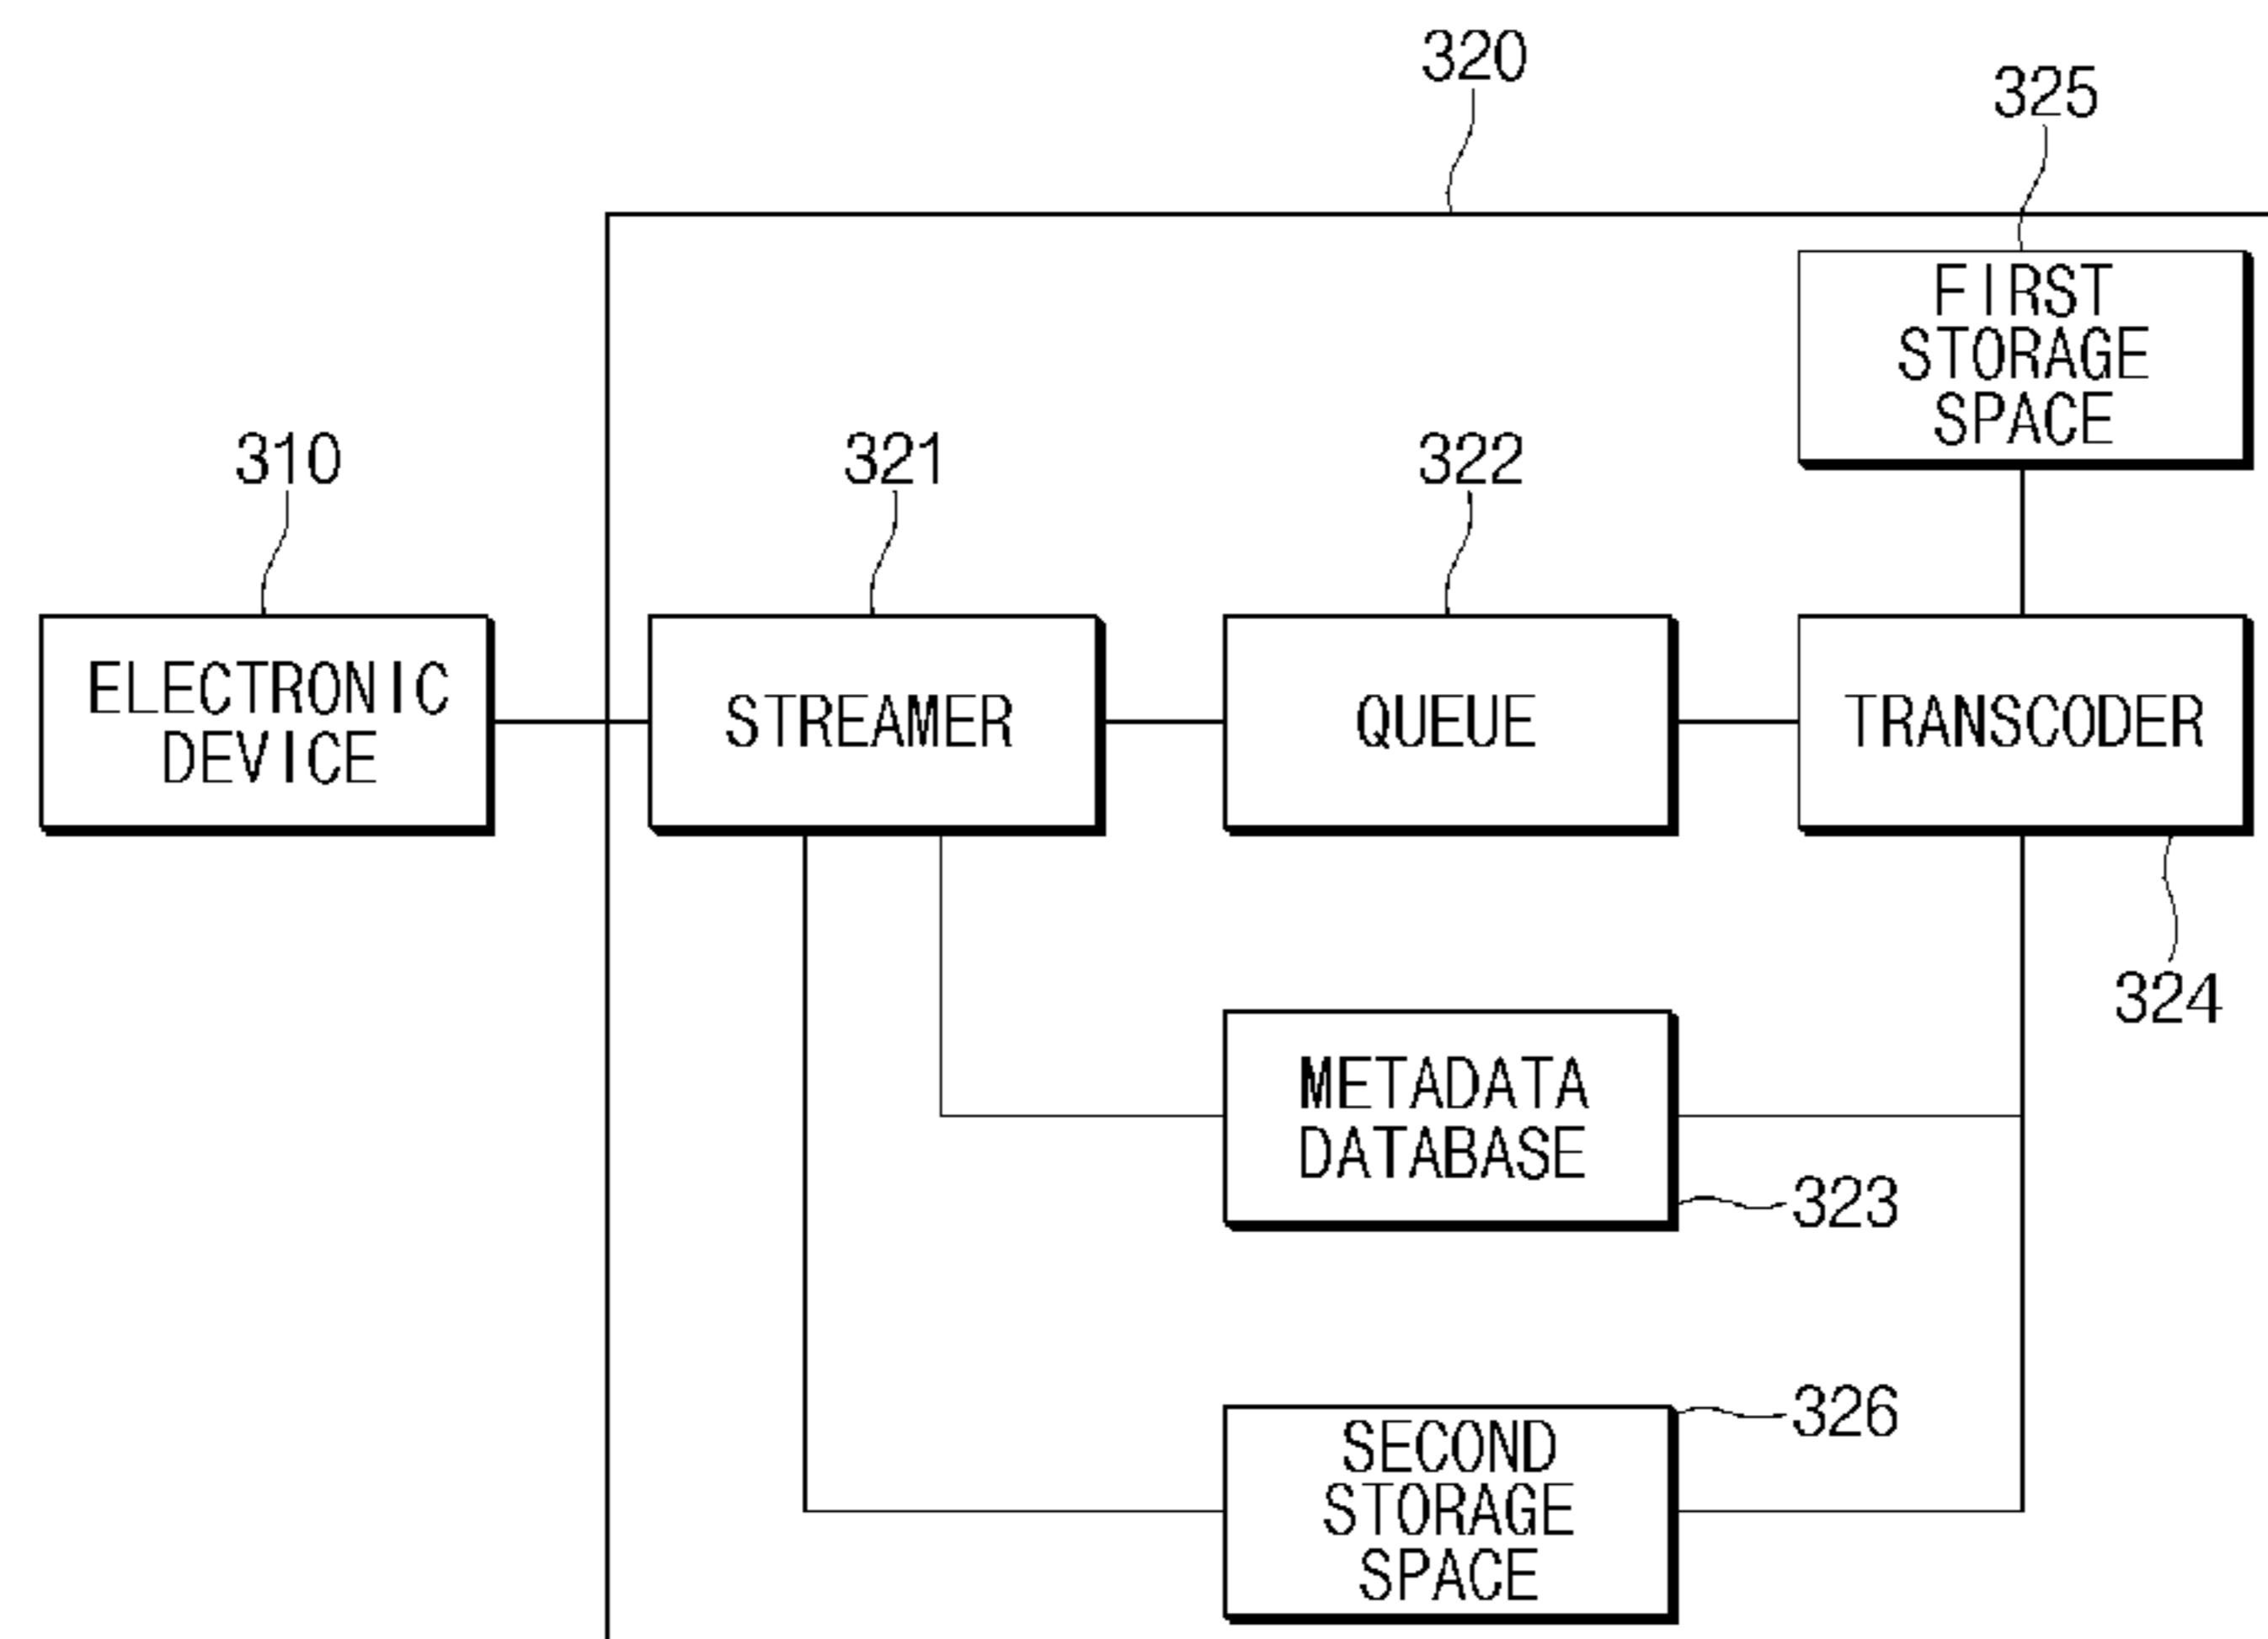 320
325
FIRST
STORAGE
SPACE
310
321
322
ELECTRONIC
DEVICE
STREAMER
QUEUE
TRANSCODER
324
METADATA
DATABASE
323
326
SECOND
STORAGE
SPACE